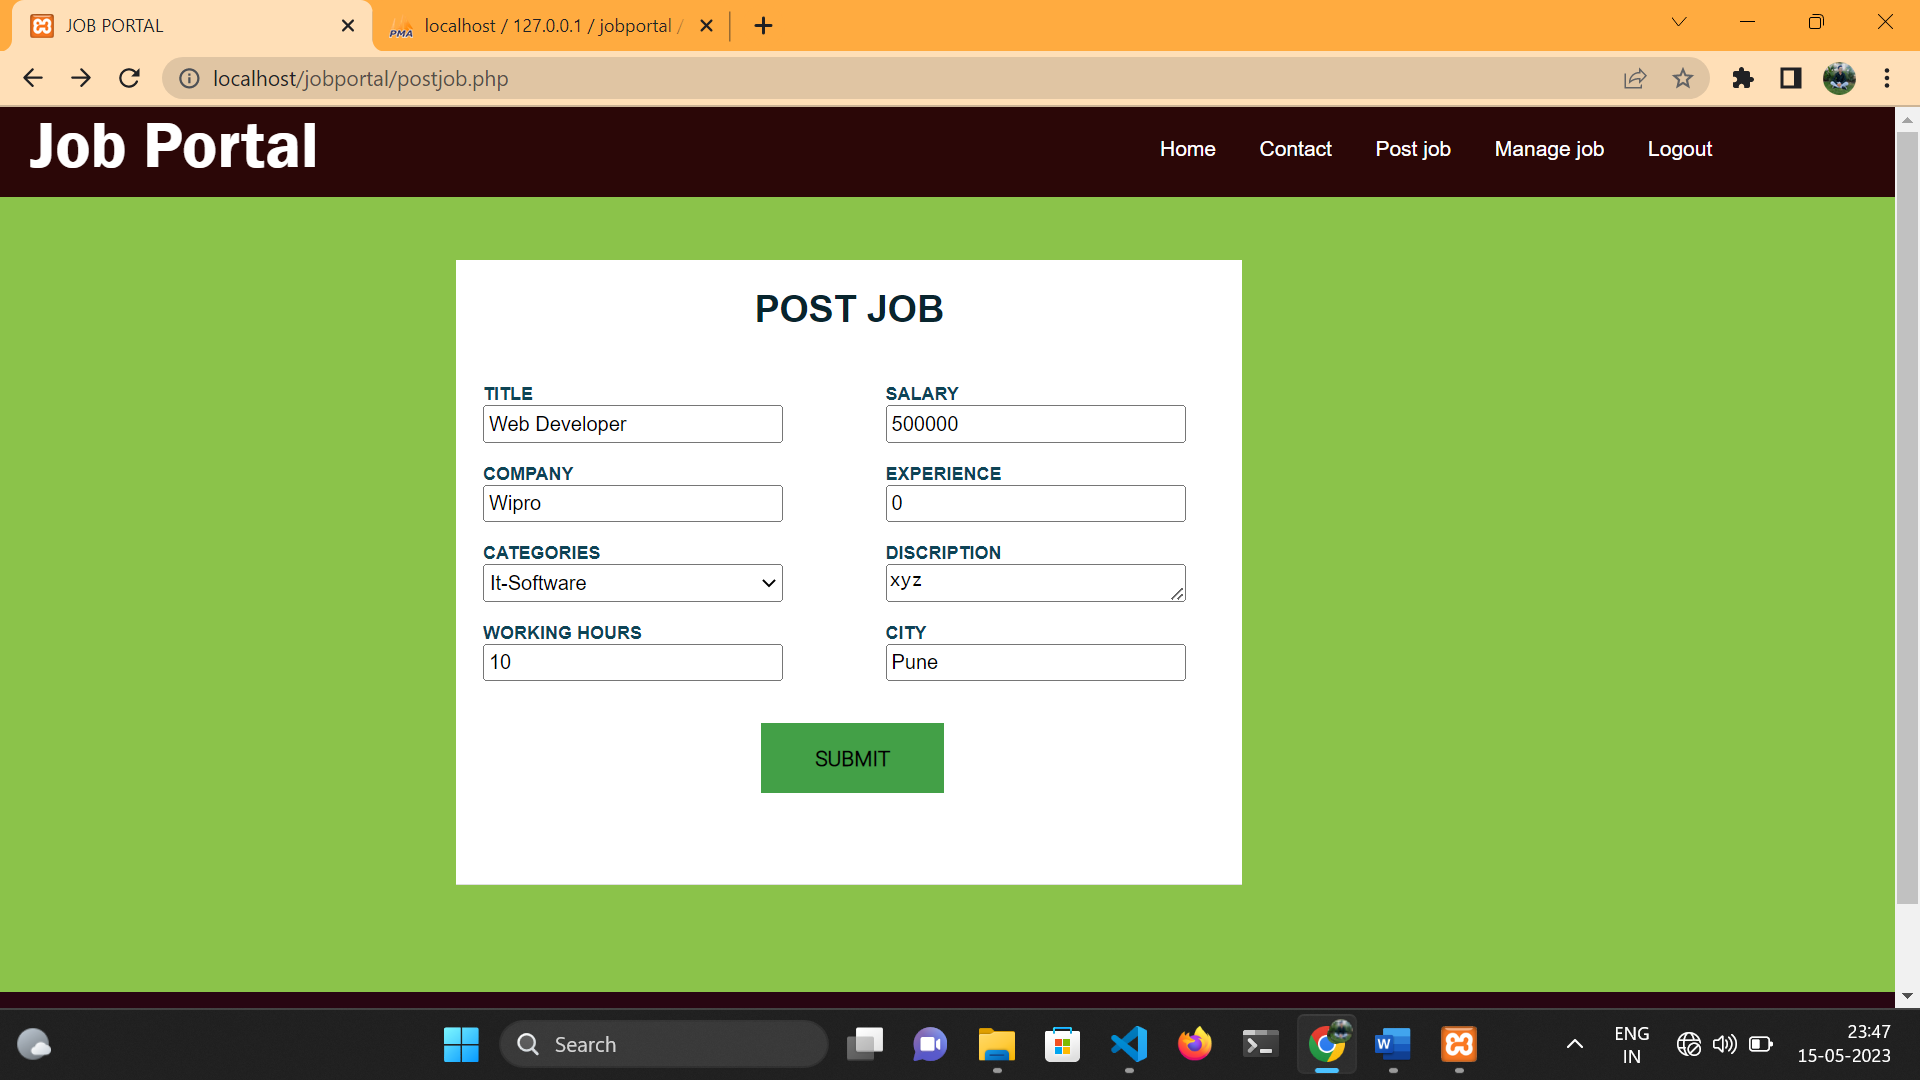 JOB PORTAL
localhost / 127.0.0.1 / jobportal /
PMA
localhost/jobportal/postjob.php
Job Portal
Home Contact Post job Manage job Logout
POST JOB
TITLE SALARY
Web Developer 500000
COMPANY EXPERIENCE
Wipro 0
CATEGORIES DISCRIPTION
It-Software xyz
WORKING HOURS CITY
10 Pune
SUBMIT
Search
W
ENG
IN
23:47
15-05-2023